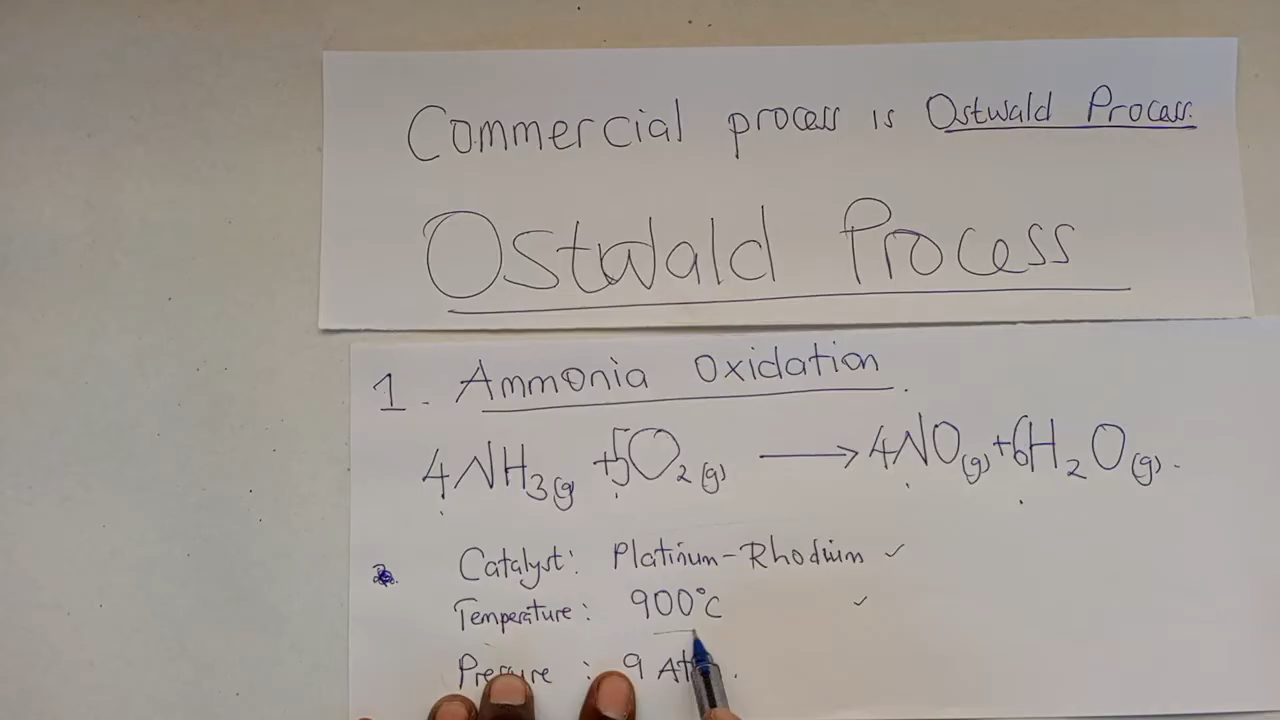 Commercial process is Ostwald Process.
Ostwald Process
1. Ammonia Oxidation.
4NH₃(g + 5O₂(g) ⟶ 4NO(g) + 6H₂O(g).
Catalyst: Platinum-Rhodium ✓
Temperature: 900°C ✓
Pressure : 9